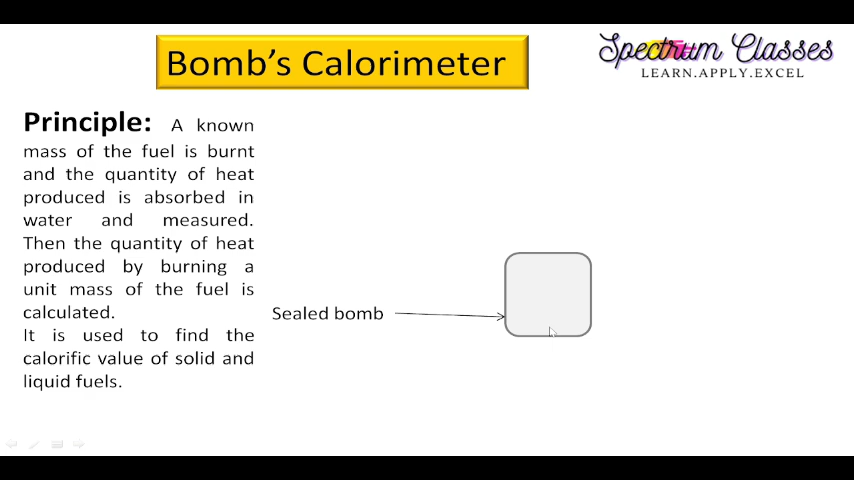 Bomb's Calorimeter
Spectrum Classes
LEARN.APPLY.EXCEL
Principle: A known
mass of the fuel is burnt
and the quantity of heat
produced is absorbed in
water and measured.
Then the quantity of heat
produced by burning a
unit mass of the fuel is
calculated.
It is used to find the
calorific value of solid and
liquid fuels.
Sealed bomb